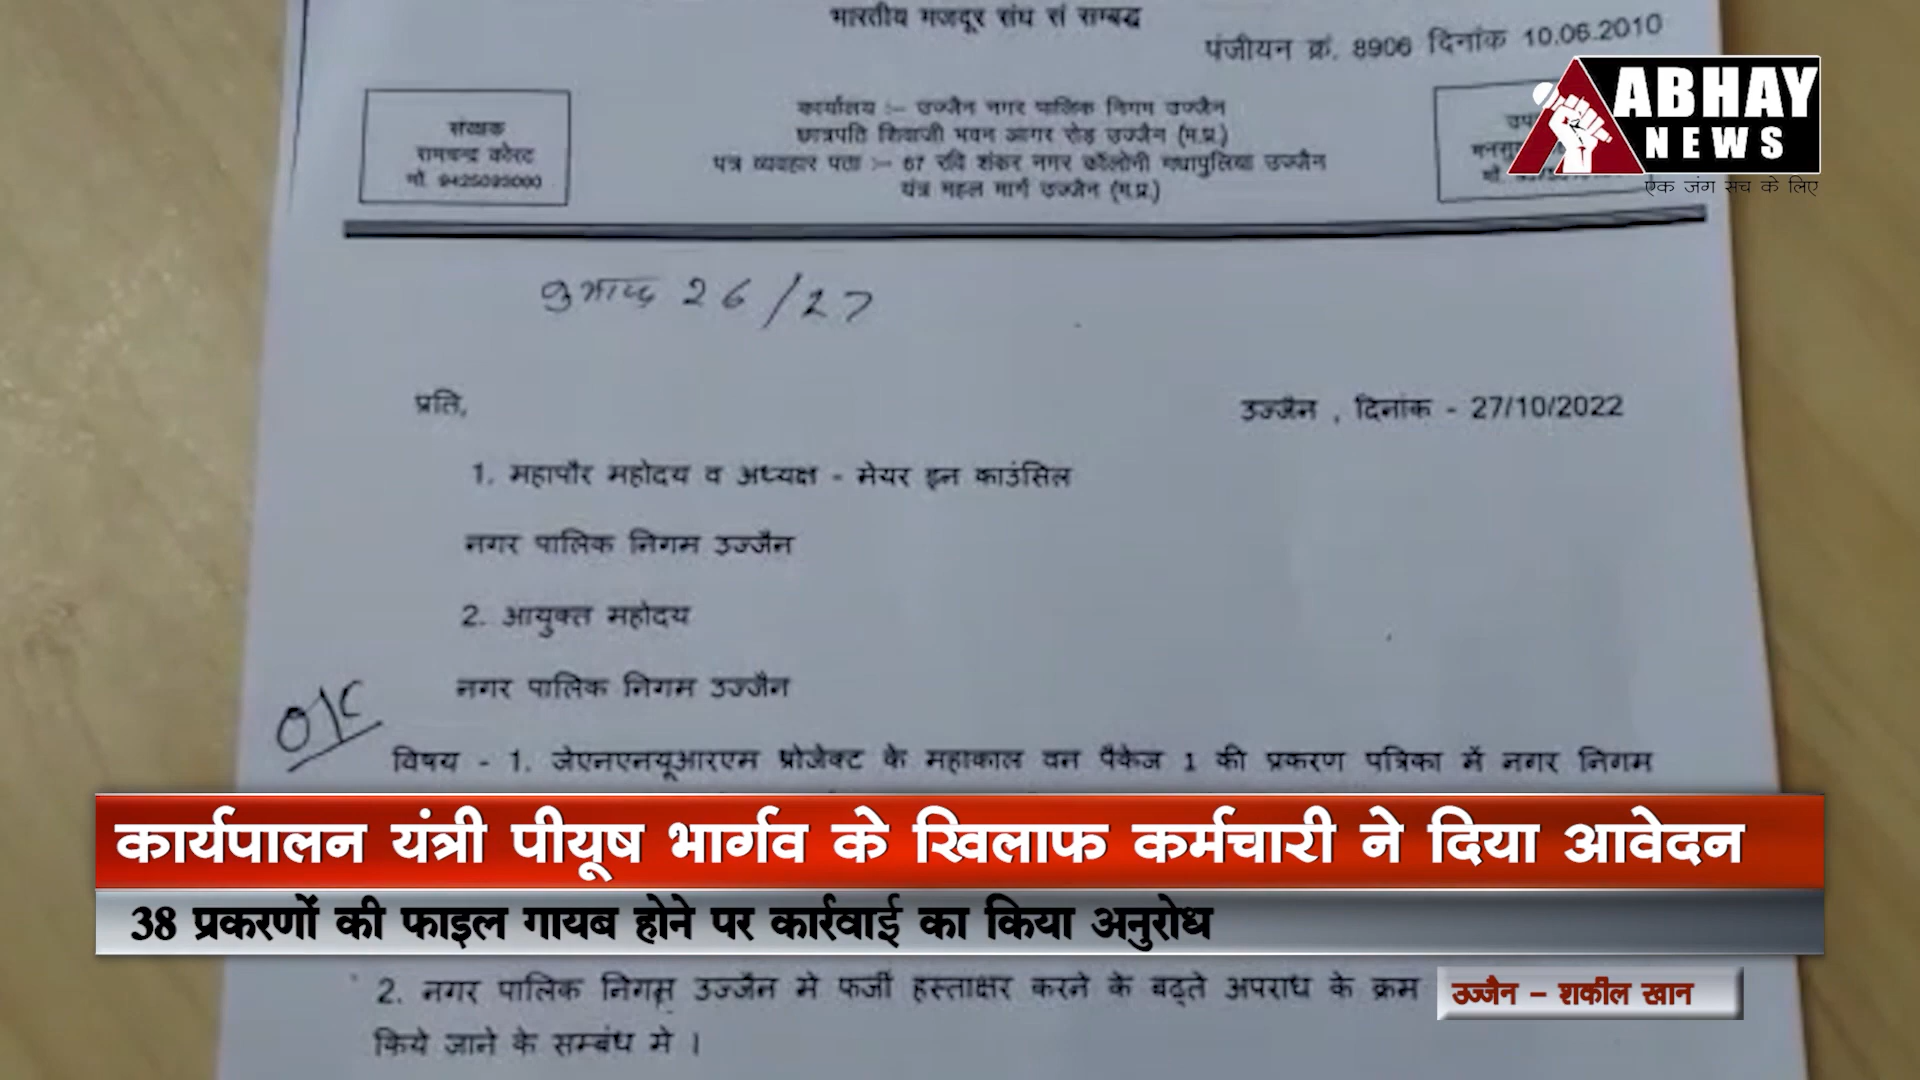 भारतीय मजदूर संघ सं सम्बद्ध
पंजीयन क्रं. 8906 दिनांक 10.06.2010
संरक्षक
रामचन्द्र कोरट
मो. 9425093000
कार्यालय :– उज्जैन नगर पालिक निगम उज्जैन
छात्रपति शिवाजी भवन आगर रोड़ उज्जैन (म.प्र.)
पत्र व्यवहार पता :– 67 रवि शंकर नगर कॉलोनी गधापुलिया उज्जैन
यंत्र महल मार्ग उज्जैन (म.प्र.)
ABHAY
NEWS
एक जंग सच के लिए
26/27
प्रति,
उज्जैन , दिनांक - 27/10/2022
1. महापौर महोदय व अध्यक्ष - मेयर इन काउंसिल
नगर पालिक निगम उज्जैन
2. आयुक्त महोदय
नगर पालिक निगम उज्जैन
O/C
विषय - 1. जेएनएनयूआरएम प्रोजेक्ट के महाकाल वन पैकेज 1 की प्रकरण पत्रिका में नगर निगम
कार्यपालन यंत्री पीयूष भार्गव के खिलाफ कर्मचारी ने दिया आवेदन
38 प्रकरणों की फाइल गायब होने पर कार्रवाई का किया अनुरोध
2. नगर पालिक निगम उज्जैन मे फर्जी हस्ताक्षर करने के बढ्ते अपराध के क्रम
उज्जैन – शकील खान
किये जाने के सम्बंध मे ।